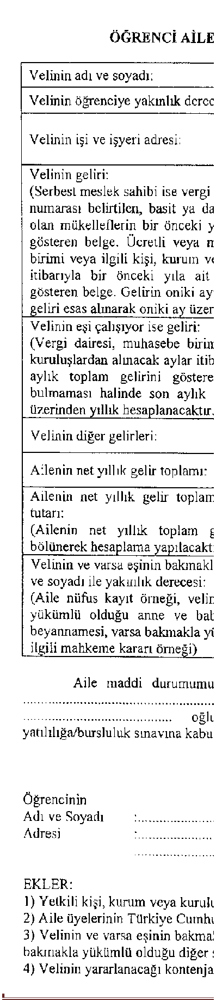 ÖĞRENCİ AİLE
Velinin adı ve soyadı:
Velinin öğrenciye yakınlık derec
Velinin işi ve işyeri adresi:
Velinin geliri:
(Serbest meslek sahibi ise vergi
numarası belirtilen, basit ya da
olan mükelleflerin bir önceki y
gösteren belge. Ücretli veya m
birimi veya ilgili kişi, kurum ve
itibarıyla bir önceki yıla ait
gösteren belge. Gelirin oniki ay
geliri esas alınarak oniki ay üzer
Velinin eşi çalışıyor ise geliri:
(Vergi dairesi, muhasebe birim
kuruluşlardan alınacak aylar itib
aylık toplam gelirini göstere
bulmaması halinde son aylık
üzerinden yıllık hesaplanacaktır.
Velinin diğer gelirleri:
Ailenin net yıllık gelir toplamı:
Ailenin net yıllık gelir toplam
tutarı:
(Ailenin net yıllık toplam g
bölünerek hesaplama yapılacaktı
Velinin ve varsa eşinin bakmakl
ve soyadı ile yakınlık derecesi:
(Aile nüfus kayıt örneği, velin
yükümlü olduğu anne ve bab
beyannamesi, varsa bakmakla yü
ilgili mahkeme kararı örneği)
Aile maddi durumumu
................................................
..................................... oğlu
yatılılığa/bursluluk sınavına kabu
Öğrencinin
Adı ve Soyadı :....................
Adresi :....................
....................
EKLER:
1) Yetkili kişi, kurum veya kurulu
2) Aile üyelerinin Türkiye Cumhu
3) Velinin ve varsa eşinin bakmak
bakmakla yükümlü olduğu diğer ş
4) Velinin yararlanacağı kontenja